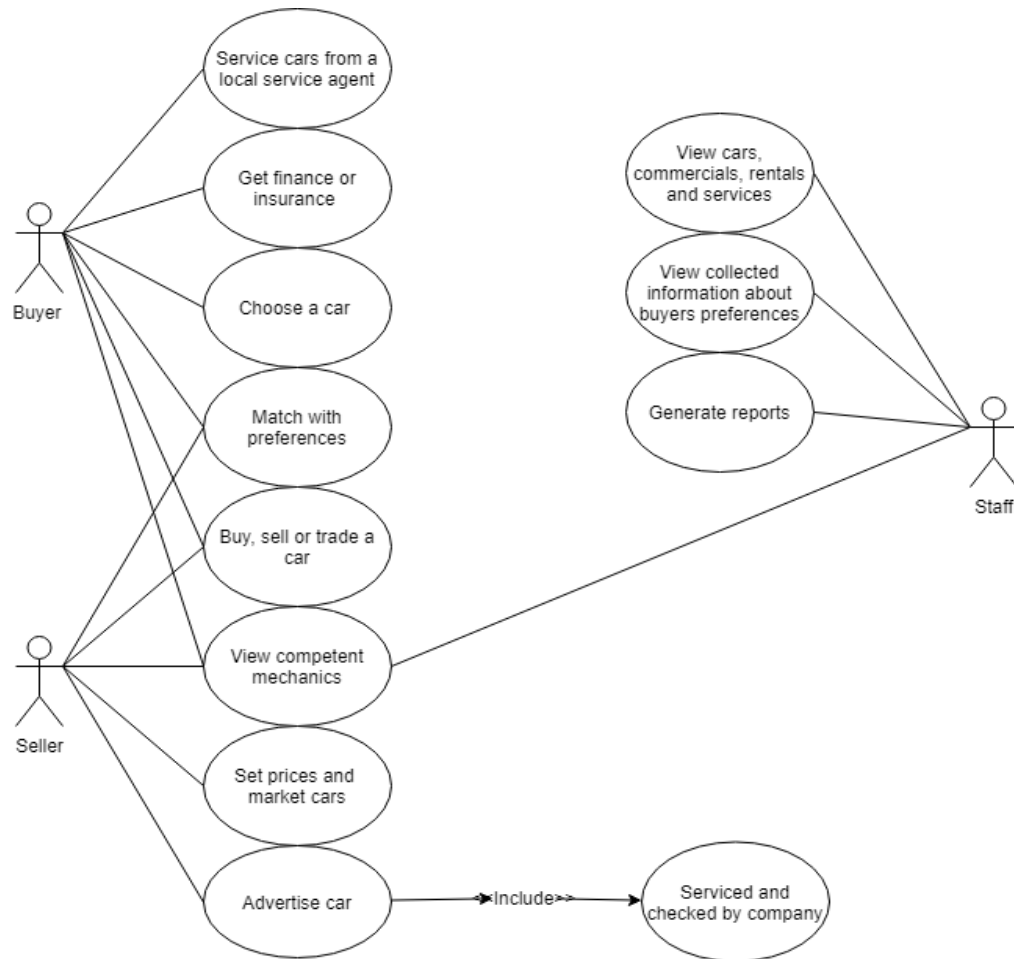 Service cars from a
local service agent
Get finance or
insurance
Buyer
Choose a car
Match with
preferences
Buy, sell or trade a
car
View competent
mechanics
Seller
Set prices and
market cars
Advertise car
<<Include>>
Serviced and
checked by company
View cars,
commercials, rentals
and services
View collected
information about
buyers preferences
Generate reports
Staff